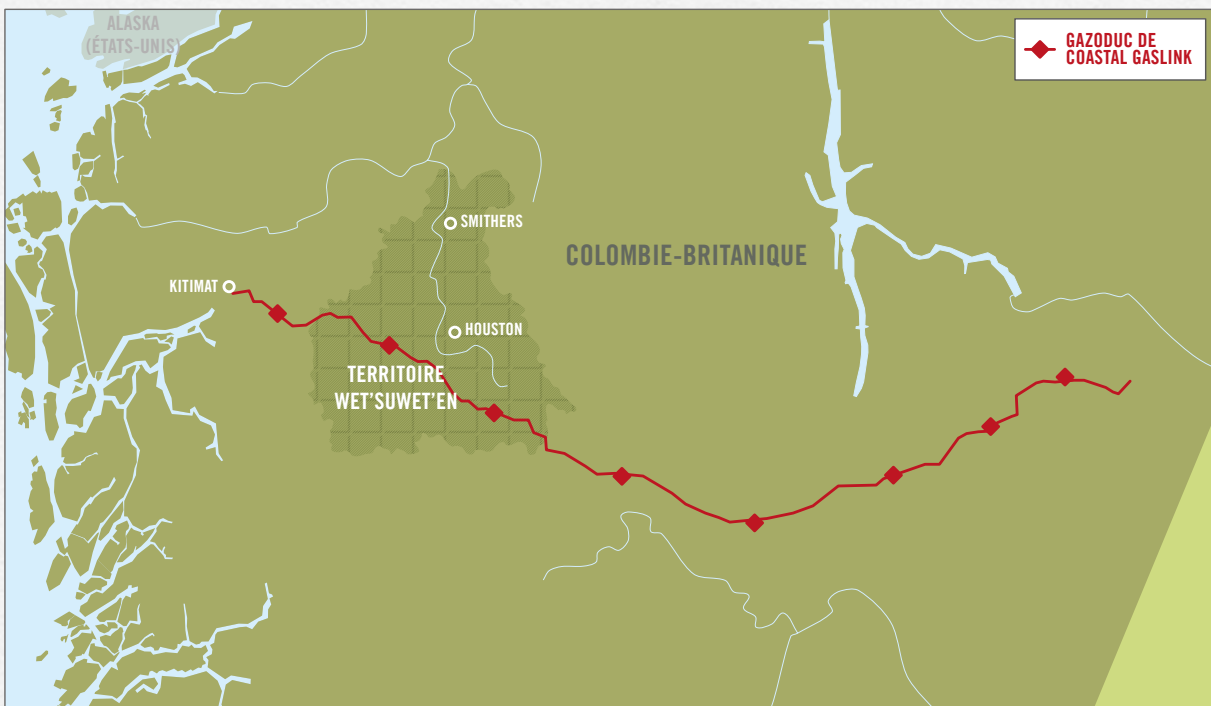 ALASKA
(ÉTATS-UNIS)
GAZODUC DE
COASTAL GASLINK
SMITHERS
COLOMBIE-BRITANIQUE
KITIMAT
HOUSTON
TERRITOIRE
WET'SUWET'EN